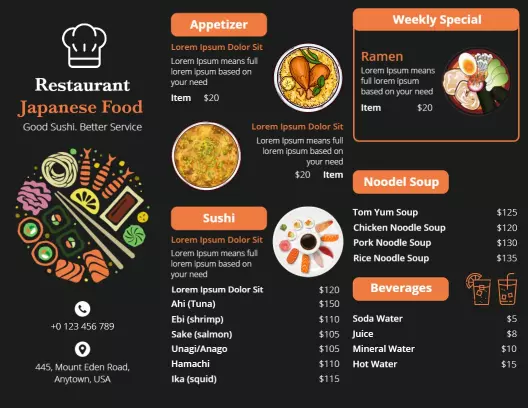 Restaurant
Japanese Food
Good Sushi. Better Service
+0 123 456 789
445, Mount Eden Road,
Anytown, USA
Appetizer
Lorem Ipsum Dolor Sit
Lorem Ipsum means full
lorem Ipsum based on
your need
Item $20
Lorem Ipsum Dolor Sit
Lorem Ipsum means full
lorem Ipsum based on
your need
$20 Item
Sushi
Lorem Ipsum Dolor Sit
Lorem Ipsum means full
lorem Ipsum based on
your need
Lorem Ipsum Dolor Sit $120
Ahi (Tuna) $150
Ebi (shrimp) $110
Sake (salmon) $105
Unagi/Anago $105
Hamachi $110
Ika (squid) $115
Weekly Special
Ramen
Lorem Ipsum means
full lorem Ipsum
based on your need
Item $20
Noodel Soup
Tom Yum Soup $125
Chicken Noodle Soup $120
Pork Noodle Soup $130
Rice Noodle Soup $135
Beverages
Soda Water $5
Juice $8
Mineral Water $10
Hot Water $15